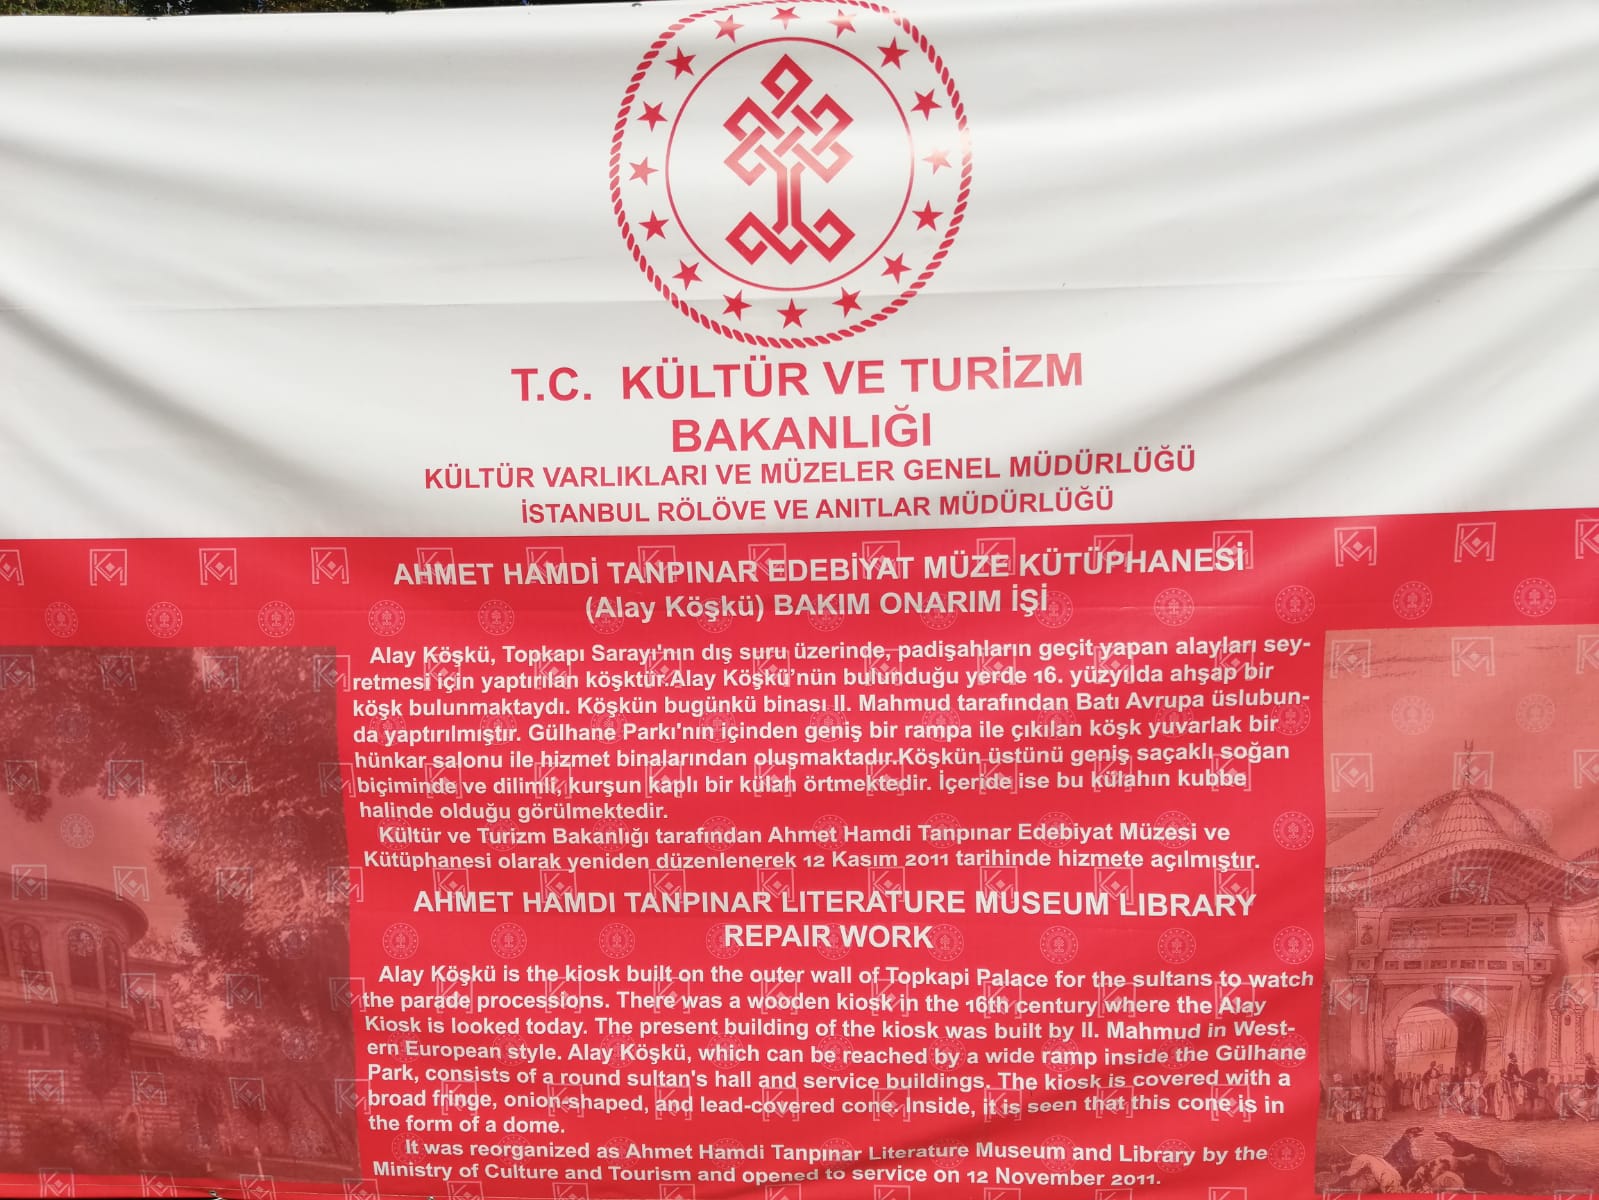 T.C. KÜLTÜR VE TURİZM
BAKANLIĞI
KÜLTÜR VARLIKLARI VE MÜZELER GENEL MÜDÜRLÜĞÜ
İSTANBUL RÖLÖVE VE ANITLAR MÜDÜRLÜĞÜ
AHMET HAMDİ TANPINAR EDEBİYAT MÜZE KÜTÜPHANESİ
(Alay Köşkü) BAKIM ONARIM İŞİ
Alay Köşkü, Topkapı Sarayı'nın dış suru üzerinde, padişahların geçit yapan alayları sey-
retmesi için yaptırılan köşktür.Alay Köşkü’nün bulunduğu yerde 16. yüzyılda ahşap bir
köşk bulunmaktaydı. Köşkün bugünkü binası II. Mahmud tarafından Batı Avrupa üslubun-
da yaptırılmıştır. Gülhane Parkı'nın içinden geniş bir rampa ile çıkılan köşk yuvarlak bir
hünkar salonu ile hizmet binalarından oluşmaktadır.Köşkün üstünü geniş saçaklı soğan
biçiminde ve dilimli, kurşun kaplı bir külah örtmektedir. İçeride ise bu külahın kubbe
halinde olduğu görülmektedir.
Kültür ve Turizm Bakanlığı tarafından Ahmet Hamdi Tanpınar Edebiyat Müzesi ve
Kütüphanesi olarak yeniden düzenlenerek 12 Kasım 2011 tarihinde hizmete açılmıştır.
AHMET HAMDI TANPINAR LITERATURE MUSEUM LIBRARY
REPAIR WORK
Alay Köşkü is the kiosk built on the outer wall of Topkapi Palace for the sultans to watch
the parade processions. There was a wooden kiosk in the 16th century where the Alay
Kiosk is looked today. The present building of the kiosk was built by II. Mahmud in West-
ern European style. Alay Köşkü, which can be reached by a wide ramp inside the Gülhane
Park, consists of a round sultan's hall and service buildings. The kiosk is covered with a
broad fringe, onion-shaped, and lead-covered cone. Inside, it is seen that this cone is in
the form of a dome.
It was reorganized as Ahmet Hamdi Tanpınar Literature Museum and Library by the
Ministry of Culture and Tourism and opened to service on 12 November 2011.